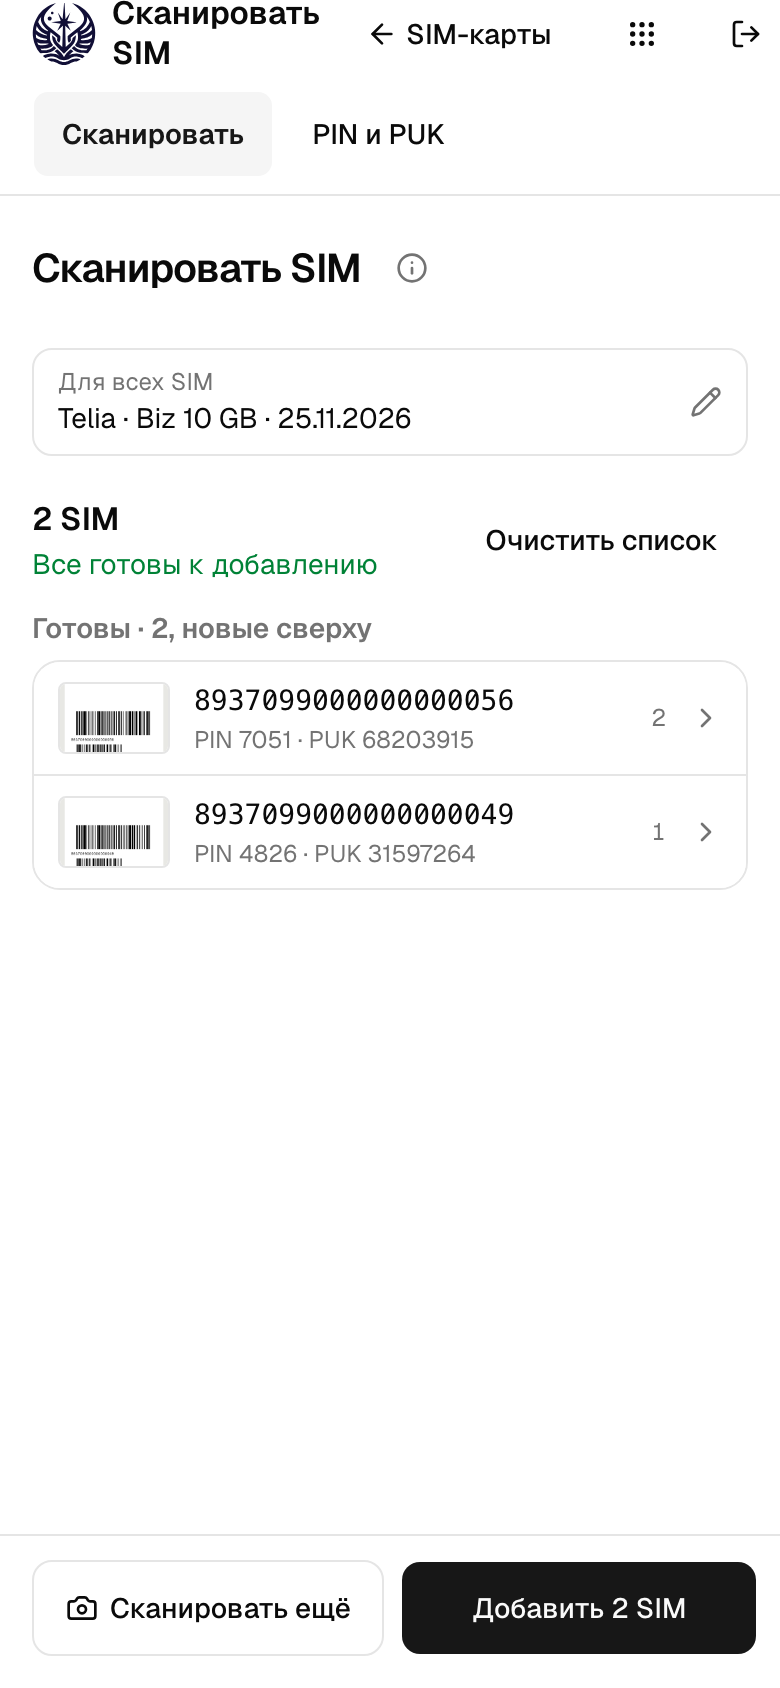 Сканировать
SIM
SIM-карты
Сканировать
PIN и PUK
Сканировать SIM
Для всех SIM
Telia · Biz 10 GB · 25.11.2026
2 SIM
Все готовы к добавлению
Очистить список
Готовы · 2, новые сверху
8937099000000000056
PIN 7051 · PUK 68203915
2
8937099000000000049
PIN 4826 · PUK 31597264
1
Сканировать ещё
Добавить 2 SIM